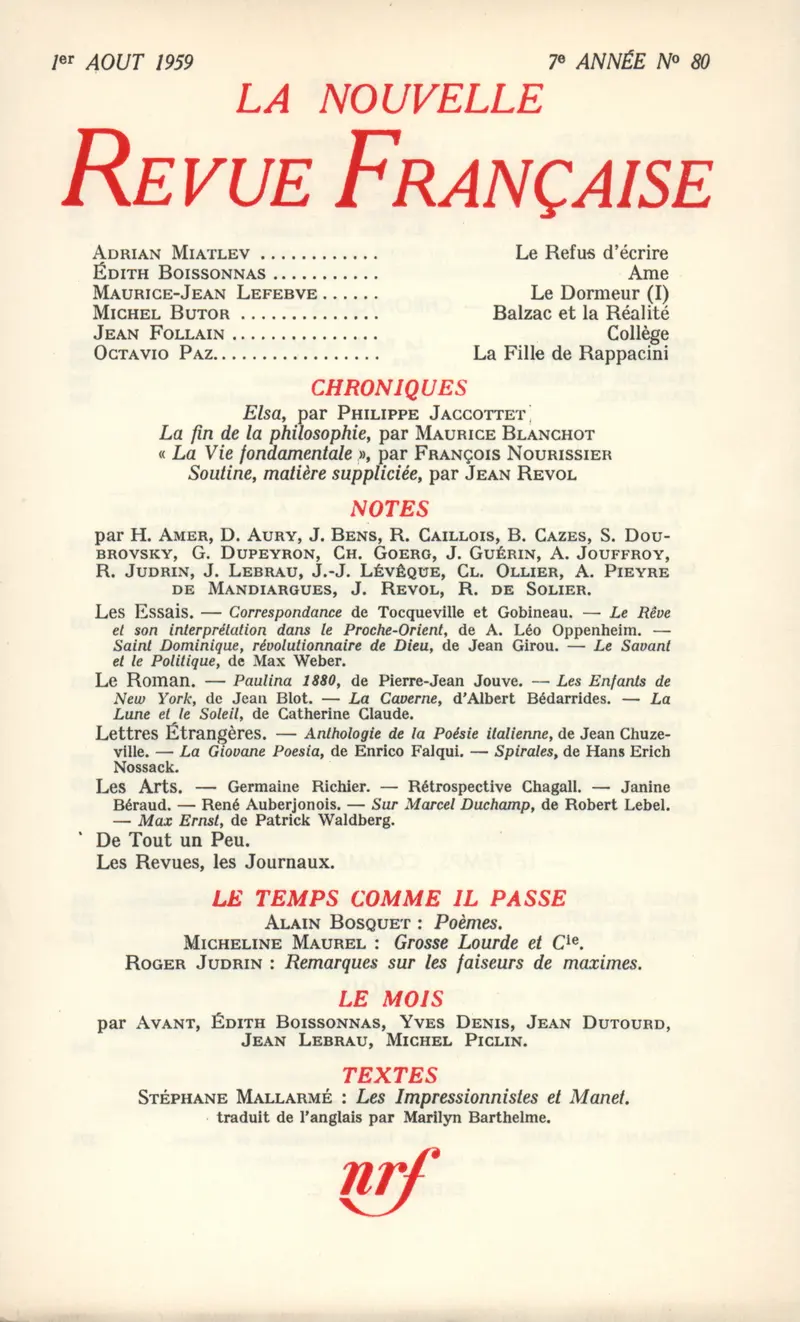 1er AOUT 1959
7e ANNÉE No 80
LA NOUVELLE
REVUE FRANÇAISE
ADRIAN MIATLEV ............ Le Refus d'écrire
ÉDITH BOISSONNAS ........... Ame
MAURICE-JEAN LEFEBVE...... Le Dormeur (I)
MICHEL BUTOR .............. Balzac et la Réalité
JEAN FOLLAIN ............... Collège
OCTAVIO PAZ................. La Fille de Rappacini
CHRONIQUES
Elsa, par PHILIPPE JACCOTTET
La fin de la philosophie, par MAURICE BLANCHOT
« La Vie fondamentale », par FRANÇOIS NOURISSIER
Soutine, matière suppliciée, par JEAN REVOL
NOTES
par H. AMER, D. AURY, J. BENS, R. CAILLOIS, B. CAZES, S. DOU-
BROVSKY, G. DUPEYRON, CH. GOERG, J. GUÉRIN, A. JOUFFROY,
R. JUDRIN, J. LEBRAU, J.-J. LÉVÊQUE, CL. OLLIER, A. PIEYRE
DE MANDIARGUES, J. REVOL, R. DE SOLIER.
Les Essais. — Correspondance de Tocqueville et Gobineau. — Le Rêve
et son interprétation dans le Proche-Orient, de A. Léo Oppenheim. —
Saint Dominique, révolutionnaire de Dieu, de Jean Girou. — Le Savant
et le Politique, de Max Weber.
Le Roman. — Paulina 1880, de Pierre-Jean Jouve. — Les Enfants de
New York, de Jean Blot. — La Caverne, d'Albert Bédarrides. — La
Lune et le Soleil, de Catherine Claude.
Lettres Étrangères. — Anthologie de la Poésie italienne, de Jean Chuze-
ville. — La Giovane Poesia, de Enrico Falqui. — Spirales, de Hans Erich
Nossack.
Les Arts. — Germaine Richier. — Rétrospective Chagall. — Janine
Béraud. — René Auberjonois. — Sur Marcel Duchamp, de Robert Lebel.
— Max Ernst, de Patrick Waldberg.
De Tout un Peu.
Les Revues, les Journaux.
LE TEMPS COMME IL PASSE
ALAIN BOSQUET : Poèmes.
MICHELINE MAUREL : Grosse Lourde et Cie.
ROGER JUDRIN : Remarques sur les faiseurs de maximes.
LE MOIS
par AVANT, ÉDITH BOISSONNAS, YVES DENIS, JEAN DUTOURD,
JEAN LEBRAU, MICHEL PICLIN.
TEXTES
STÉPHANE MALLARMÉ : Les Impressionnistes et Manet.
traduit de l'anglais par Marilyn Barthelme.
nrf